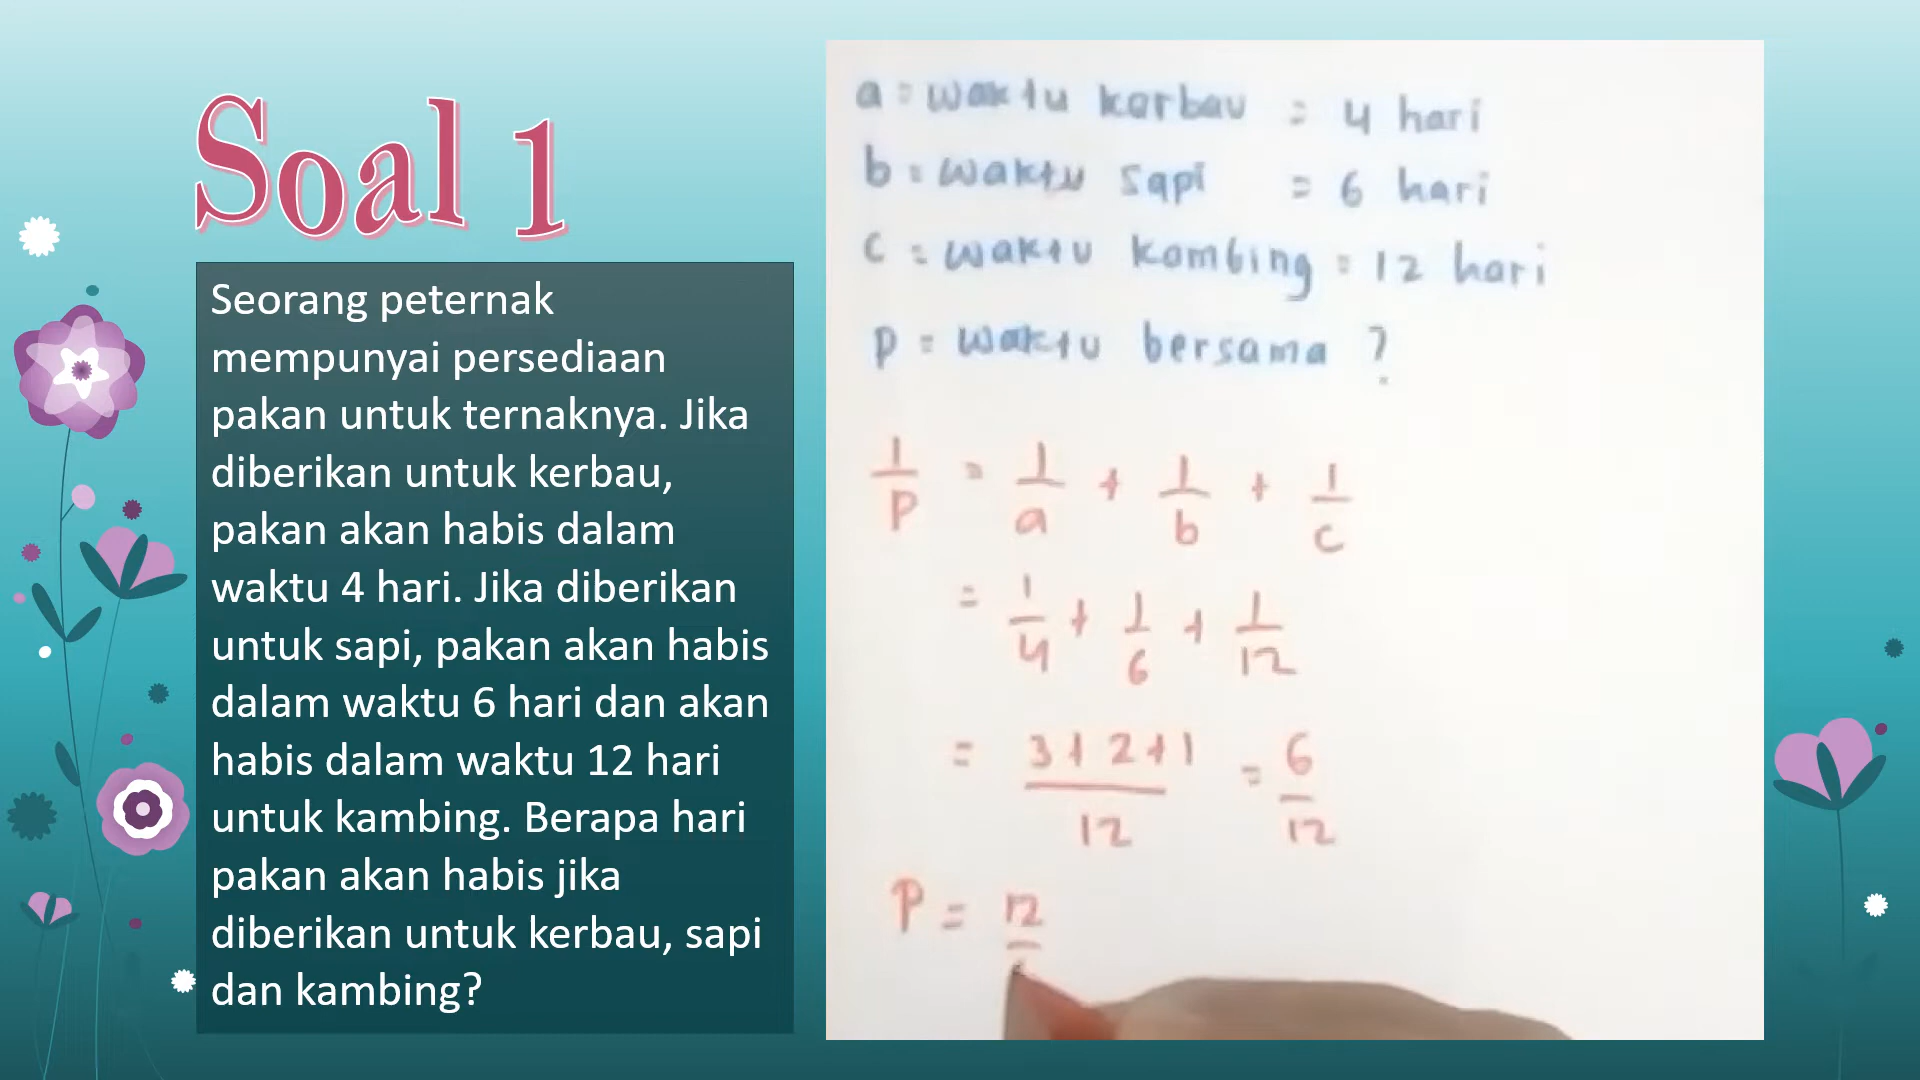 Soal 1
Seorang peternak
mempunyai persediaan
pakan untuk ternaknya. Jika
diberikan untuk kerbau,
pakan akan habis dalam
waktu 4 hari. Jika diberikan
untuk sapi, pakan akan habis
dalam waktu 6 hari dan akan
habis dalam waktu 12 hari
untuk kambing. Berapa hari
pakan akan habis jika
diberikan untuk kerbau, sapi
dan kambing?
a = waktu karbau = 4 hari
b = waktu sapi = 6 hari
c = waktu kambing = 12 hari
p = waktu bersama ?
1/p = 1/a + 1/b + 1/c
= 1/4 + 1/6 + 1/12
= 3+2+1/12 = 6/12
P = 12/